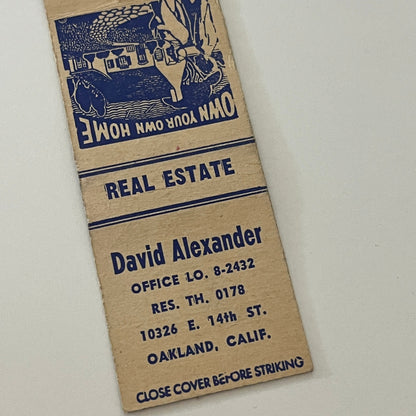 OWN YOUR OWN HOME
REAL ESTATE
David Alexander
OFFICE LO. 8-2432
RES. TH. 0178
10326 E. 14th ST.
OAKLAND, CALIF.
CLOSE COVER BEFORE STRIKING